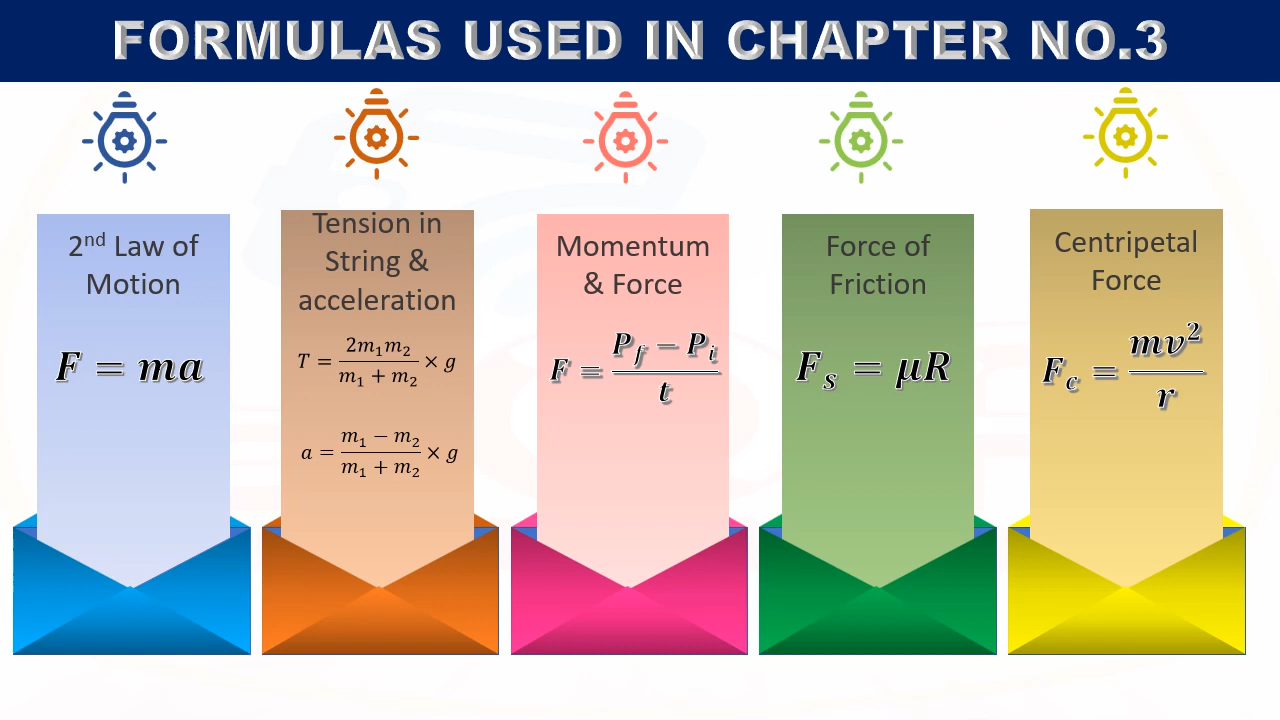 FORMULAS USED IN CHAPTER NO.3
2nd Law of
Motion
F = ma
Tension in
String &
acceleration
T = 2m₁m₂ / m₁ + m₂ × g
a = m₁ − m₂ / m₁ + m₂ × g
Momentum
& Force
F = P_f − P_i / t
Force of
Friction
F_s = μR
Centripetal
Force
F_c = mv² / r